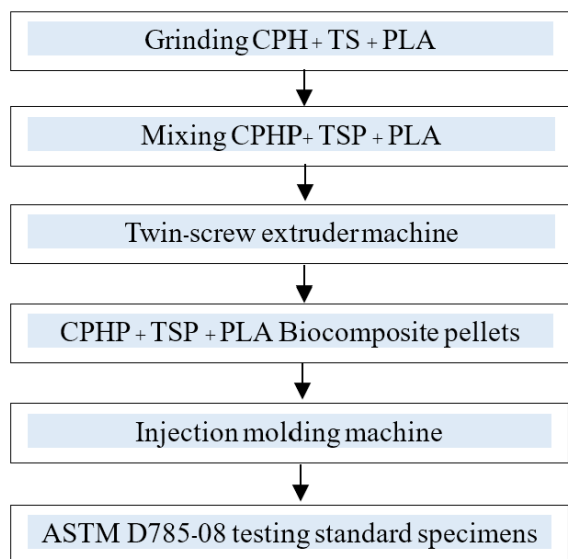 Grinding CPH + TS + PLA
Mixing CPHP+ TSP + PLA
Twin-screw extruder machine
CPHP + TSP + PLA Biocomposite pellets
Injection molding machine
ASTM D785-08 testing standard specimens